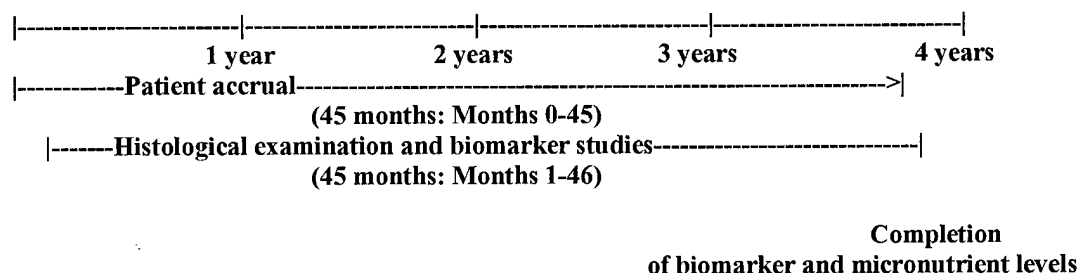 |---------------------------|----------------------------|----------------------------|------------------------------|
1 year 2 years 3 years 4 years
|-------------Patient accrual----------------------------------------------------------------------->|
(45 months: Months 0-45)
|-------Histological examination and biomarker studies--------------------------------|
(45 months: Months 1-46)
Completion
of biomarker and micronutrient levels